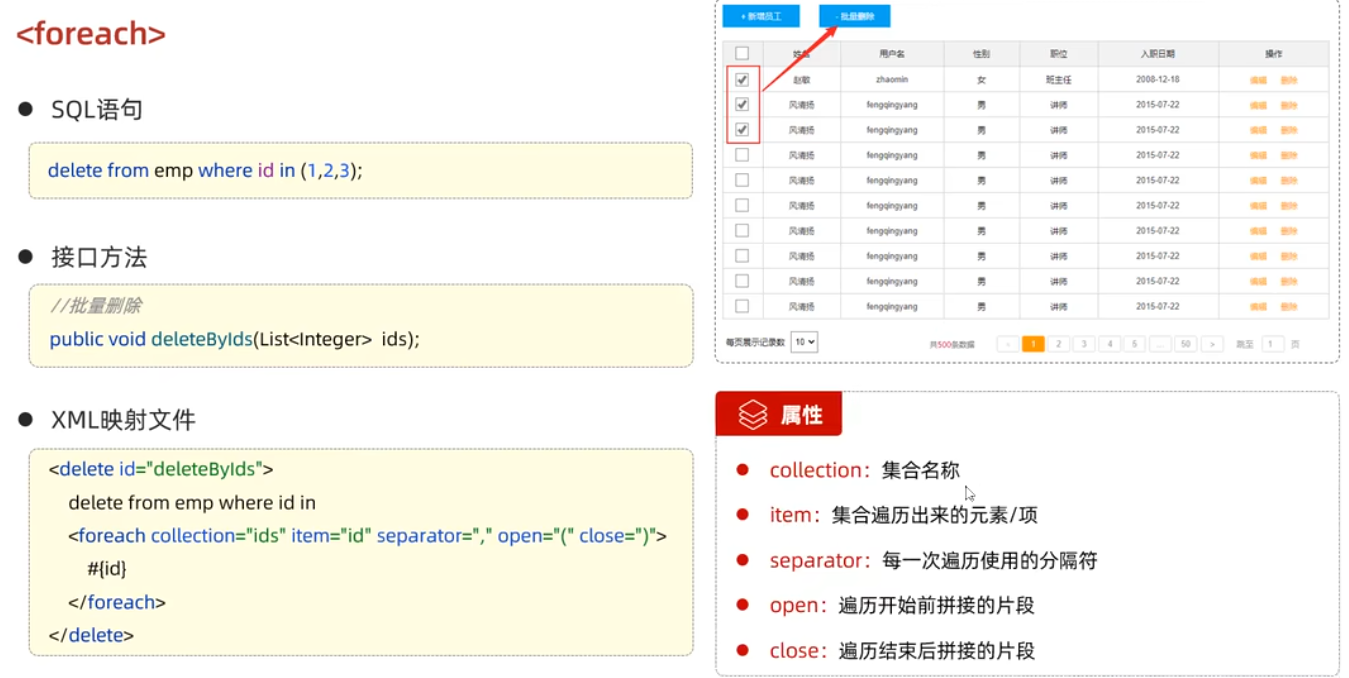 <foreach>
SQL语句
delete from emp where id in (1,2,3);
接口方法
//批量删除
public void deleteByIds(List<Integer> ids);
XML映射文件
<delete id="deleteByIds">
delete from emp where id in
<foreach collection="ids" item="id" separator="," open="(" close=")">
#{id}
</foreach>
</delete>
+ 新增员工 - 批量删除
姓名 用户名 性别 职位 入职日期 操作
赵敏 zhaomin 女 班主任 2008-12-18 编辑 删除
风清扬 fengqingyang 男 讲师 2015-07-22 编辑 删除
风清扬 fengqingyang 男 讲师 2015-07-22 编辑 删除
风清扬 fengqingyang 男 讲师 2015-07-22 编辑 删除
风清扬 fengqingyang 男 讲师 2015-07-22 编辑 删除
风清扬 fengqingyang 男 讲师 2015-07-22 编辑 删除
风清扬 fengqingyang 男 讲师 2015-07-22 编辑 删除
风清扬 fengqingyang 男 讲师 2015-07-22 编辑 删除
风清扬 fengqingyang 男 讲师 2015-07-22 编辑 删除
风清扬 fengqingyang 男 讲师 2015-07-22 编辑 删除
每页展示记录数 10 共500条数据 < 1 2 3 4 5 ... 50 > 跳至 1 页
属性
collection：集合名称
item：集合遍历出来的元素/项
separator：每一次遍历使用的分隔符
open：遍历开始前拼接的片段
close：遍历结束后拼接的片段